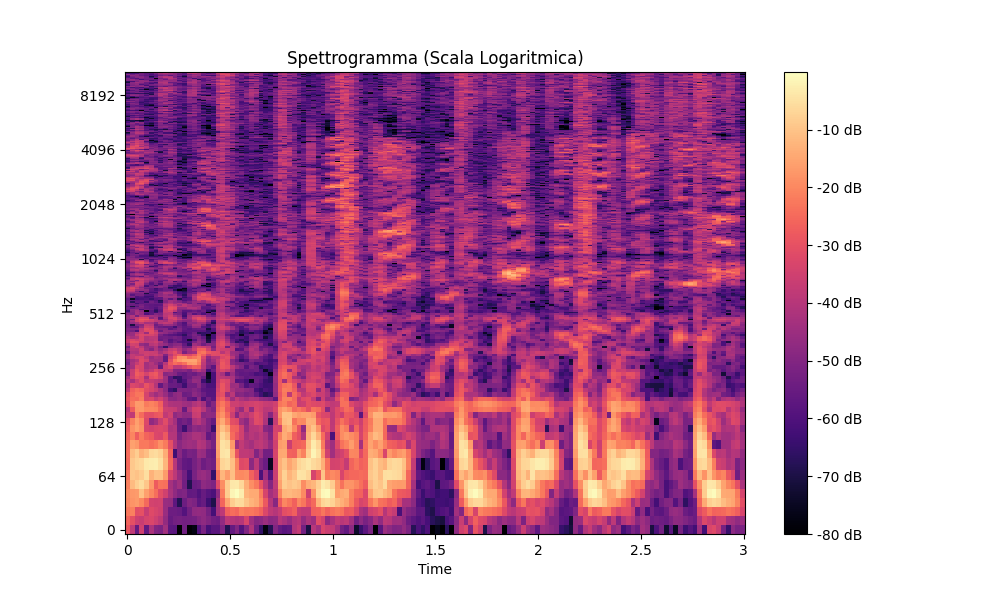 Spettrogramma (Scala Logaritmica)
8192
4096
2048
1024
512
256
128
64
0
Hz
0
0.5
1
1.5
2
2.5
3
Time
-10 dB
-20 dB
-30 dB
-40 dB
-50 dB
-60 dB
-70 dB
-80 dB